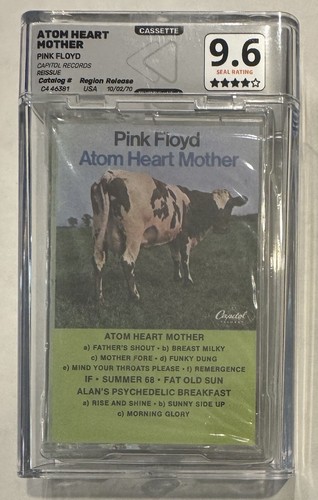 CASSETTE
ATOM HEART
MOTHER
PINK FLOYD
CAPITOL RECORDS
REISSUE
Catalog # Region Release
C4 46381 USA 10/02/70
9.6
SEAL RATING
Pink Floyd
Atom Heart Mother
Capitol
ATOM HEART MOTHER
a) FATHER'S SHOUT • b) BREAST MILKY
c) MOTHER FORE • d) FUNKY DUNG
e) MIND YOUR THROATS PLEASE • f) REMERGENCE
IF • SUMMER 68 • FAT OLD SUN
ALAN'S PSYCHEDELIC BREAKFAST
a) RISE AND SHINE • b) SUNNY SIDE UP
c) MORNING GLORY